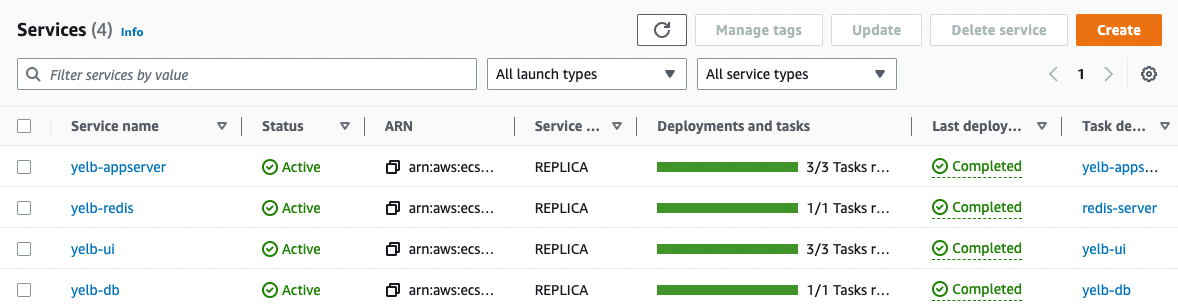 Services (4) Info Manage tags Update Delete service Create
Filter services by value All launch types All service types 1
Service name Status ARN Service ... Deployments and tasks Last deploy... Task de...
yelb-appserver Active arn:aws:ecs... REPLICA 3/3 Tasks r... Completed yelb-apps...
yelb-redis Active arn:aws:ecs... REPLICA 1/1 Tasks r... Completed redis-server
yelb-ui Active arn:aws:ecs... REPLICA 3/3 Tasks r... Completed yelb-ui
yelb-db Active arn:aws:ecs... REPLICA 1/1 Tasks r... Completed yelb-db